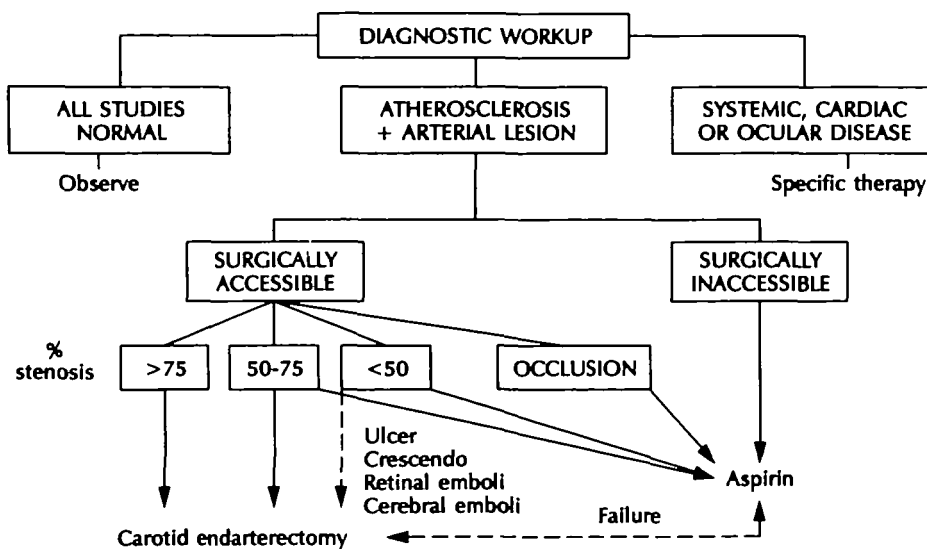 DIAGNOSTIC WORKUP
ALL STUDIES
NORMAL
ATHEROSCLEROSIS
+ ARTERIAL LESION
SYSTEMIC, CARDIAC
OR OCULAR DISEASE
Observe
Specific therapy
SURGICALLY
ACCESSIBLE
SURGICALLY
INACCESSIBLE
%
stenosis
>75
50-75
<50
OCCLUSION
Ulcer
Crescendo
Retinal emboli
Cerebral emboli
Aspirin
Failure
Carotid endarterectomy